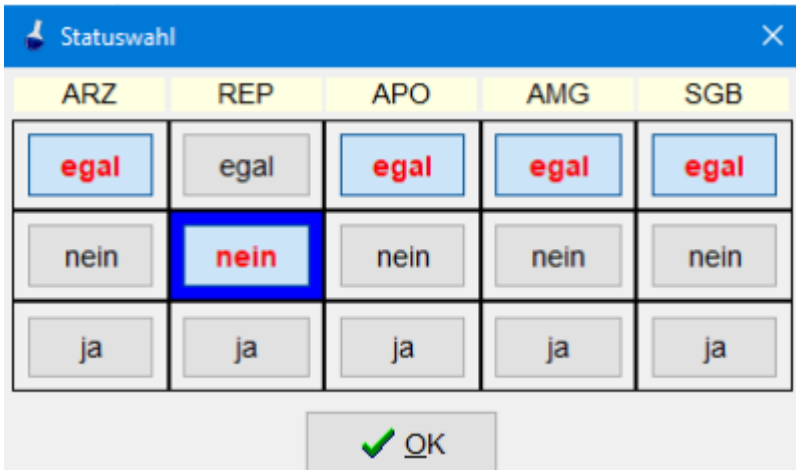 Statuswahl
ARZ REP APO AMG SGB
egal egal egal egal egal
nein nein nein nein nein
ja ja ja ja ja
OK